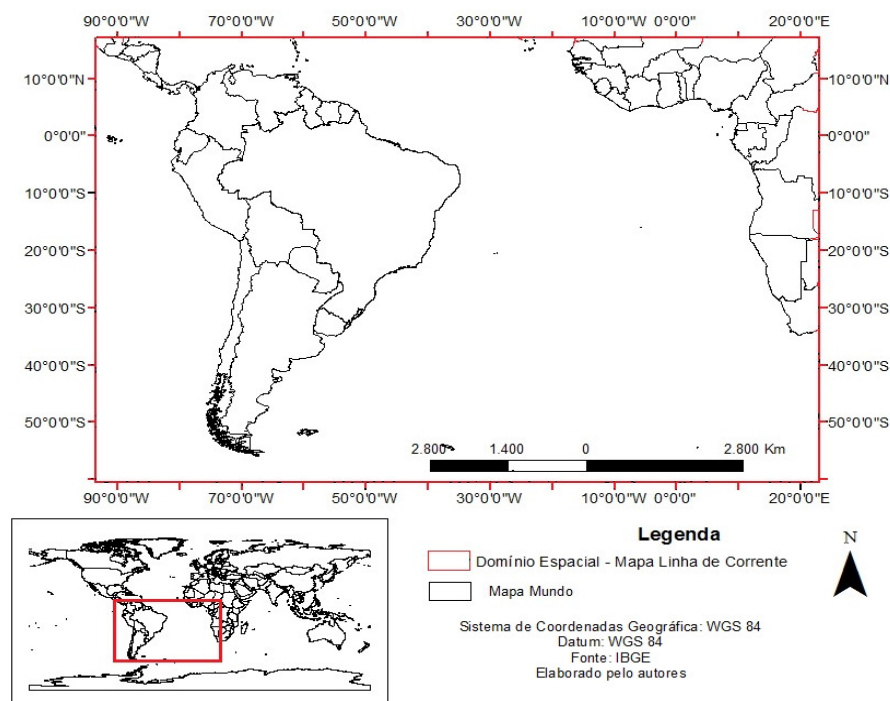 90°0'0"W 70°0'0"W 50°0'0"W 30°0'0"W 10°0'0"W 0°0'0" 20°0'0"E
10°0'0"N 10°0'0"N
0°0'0" 0°0'0"
10°0'0"S 10°0'0"S
20°0'0"S 20°0'0"S
30°0'0"S 30°0'0"S
40°0'0"S 40°0'0"S
50°0'0"S 50°0'0"S
2.800 1.400 0 2.800 Km
90°0'0"W 70°0'0"W 50°0'0"W 30°0'0"W 10°0'0"W 0°0'0" 20°0'0"E
Legenda
Domínio Espacial - Mapa Linha de Corrente
Mapa Mundo
N
Sistema de Coordenadas Geográfica: WGS 84
Datum: WGS 84
Fonte: IBGE
Elaborado pelo autores